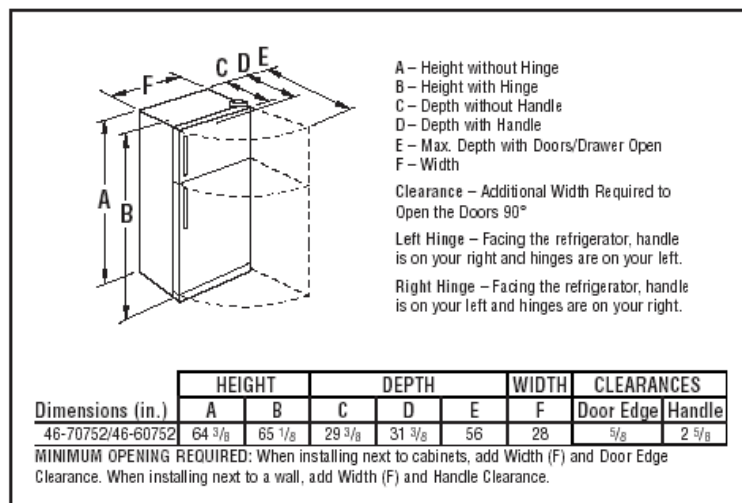 F
C
D
E
A
B
A – Height without Hinge
B – Height with Hinge
C – Depth without Handle
D – Depth with Handle
E – Max. Depth with Doors/Drawer Open
F – Width
Clearance – Additional Width Required to
Open the Doors 90°
Left Hinge – Facing the refrigerator, handle
is on your right and hinges are on your left.
Right Hinge – Facing the refrigerator, handle
is on your left and hinges are on your right.
HEIGHT DEPTH WIDTH CLEARANCES
Dimensions (in.) A B C D E F Door Edge Handle
46-70752/46-60752 64 3/8 65 1/8 29 3/8 31 3/8 56 28 5/8 2 5/8
MINIMUM OPENING REQUIRED: When installing next to cabinets, add Width (F) and Door Edge
Clearance. When installing next to a wall, add Width (F) and Handle Clearance.